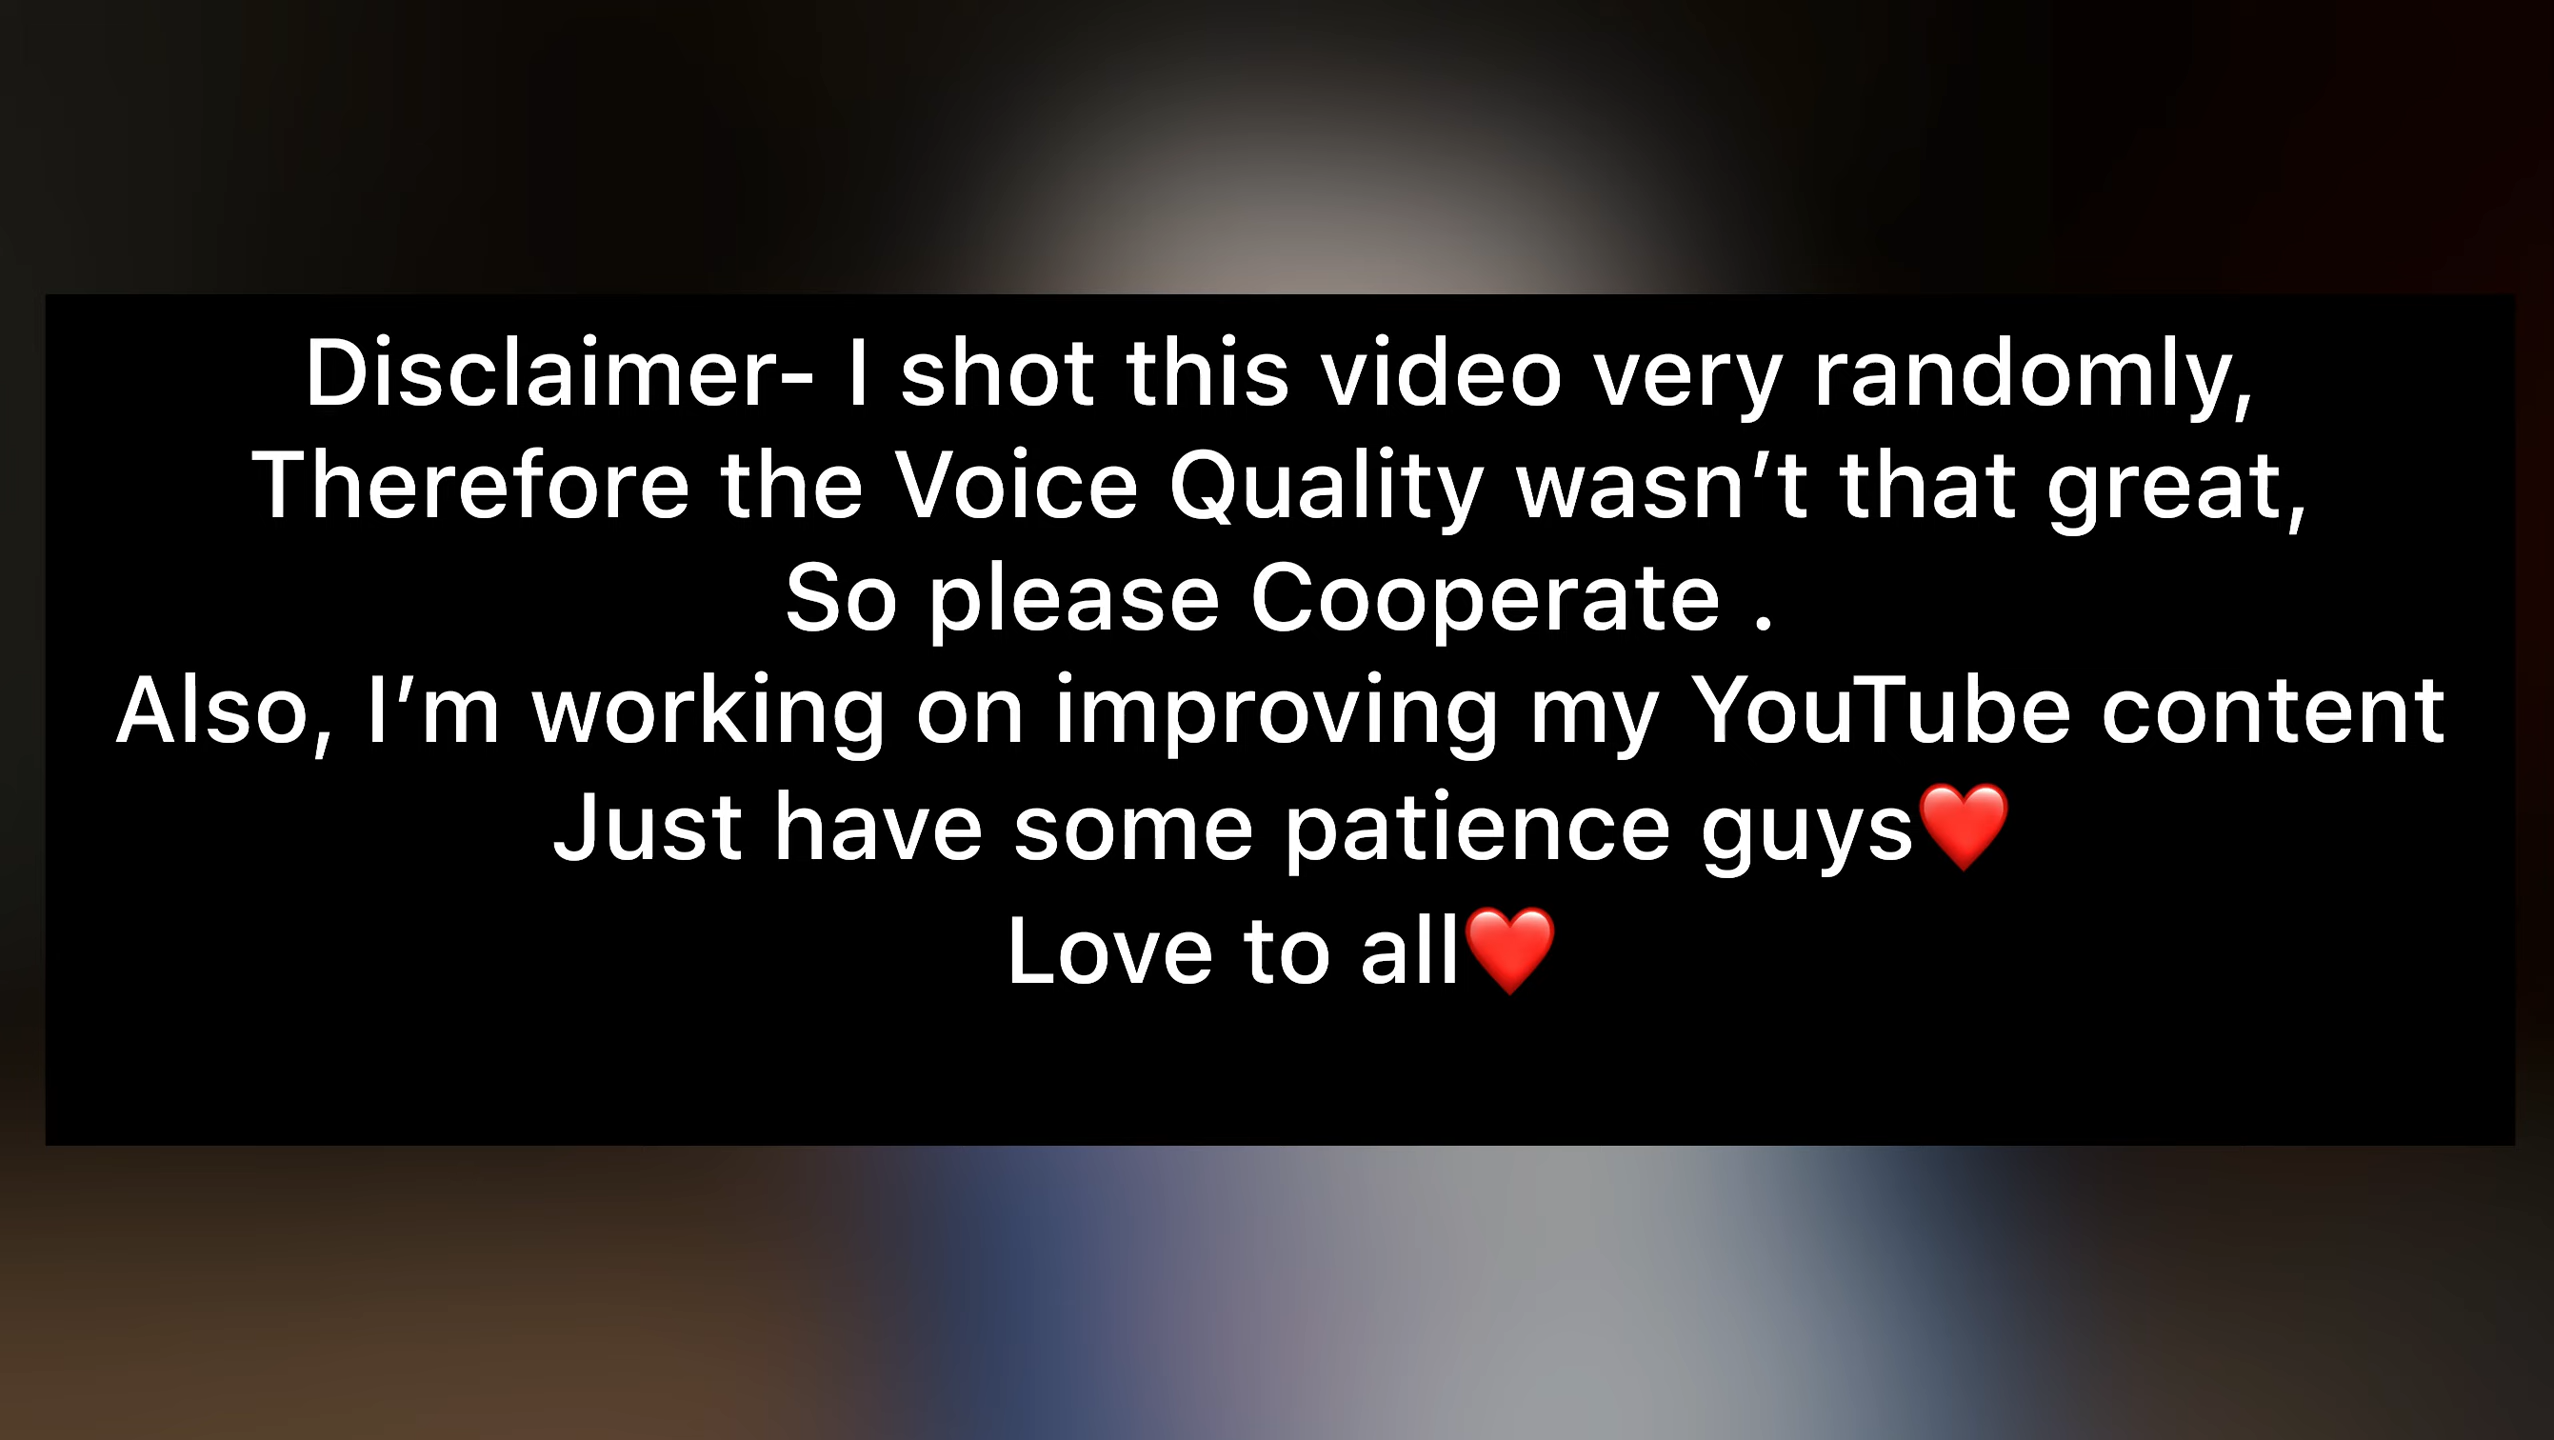 Disclaimer- I shot this video very randomly,
Therefore the Voice Quality wasn’t that great,
So please Cooperate .
Also, I’m working on improving my YouTube content
Just have some patience guys❤️
Love to all❤️